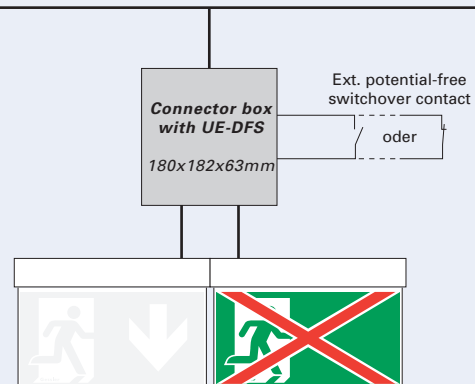 Connector box
with UE-DFS
180x182x63mm
Ext. potential-free
switchover contact
oder